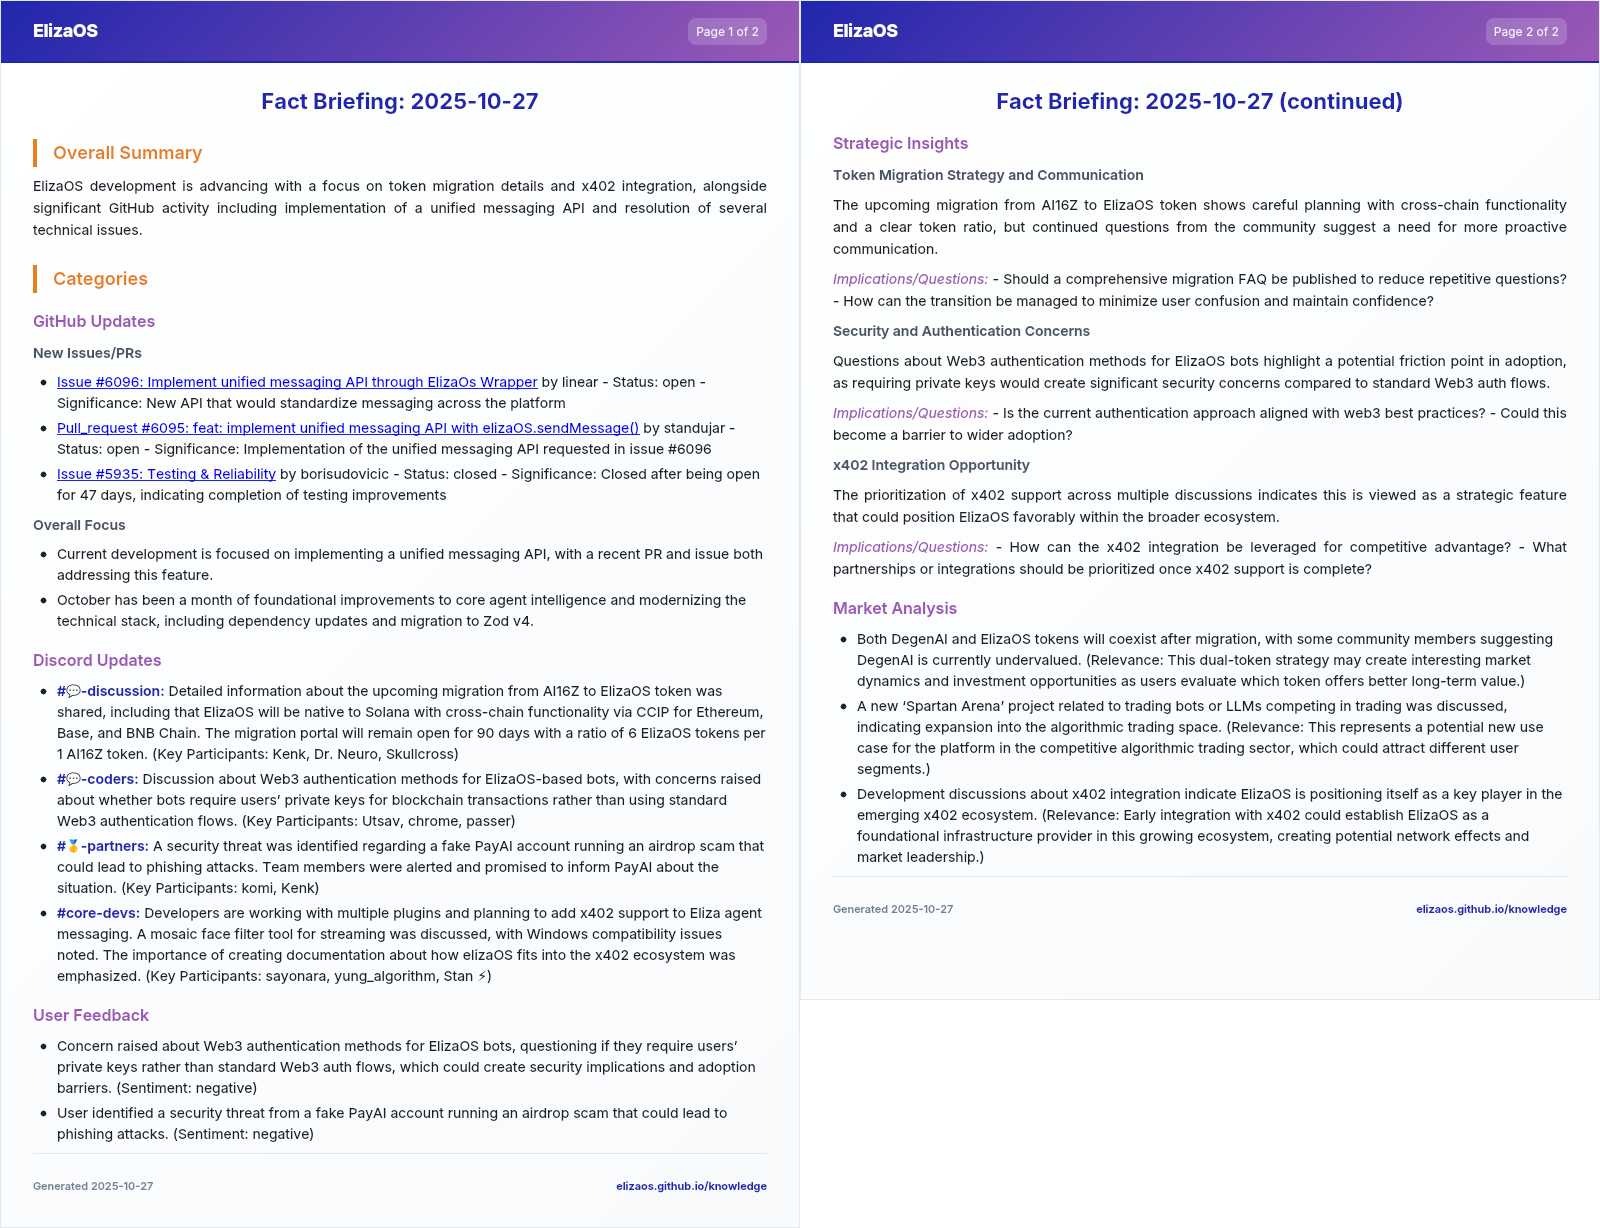 ElizaOS
Page 1 of 2
Fact Briefing: 2025-10-27
Overall Summary
ElizaOS development is advancing with a focus on token migration details and x402 integration, alongside
significant GitHub activity including implementation of a unified messaging API and resolution of several
technical issues.
Categories
GitHub Updates
New Issues/PRs
• Issue #6096: Implement unified messaging API through ElizaOs Wrapper by linear - Status: open -
Significance: New API that would standardize messaging across the platform
• Pull_request #6095: feat: implement unified messaging API with elizaOS.sendMessage() by standujar -
Status: open - Significance: Implementation of the unified messaging API requested in issue #6096
• Issue #5935: Testing & Reliability by borisudovicic - Status: closed - Significance: Closed after being open
for 47 days, indicating completion of testing improvements
Overall Focus
• Current development is focused on implementing a unified messaging API, with a recent PR and issue both
addressing this feature.
• October has been a month of foundational improvements to core agent intelligence and modernizing the
technical stack, including dependency updates and migration to Zod v4.
Discord Updates
• #💬-discussion: Detailed information about the upcoming migration from AI16Z to ElizaOS token was
shared, including that ElizaOS will be native to Solana with cross-chain functionality via CCIP for Ethereum,
Base, and BNB Chain. The migration portal will remain open for 90 days with a ratio of 6 ElizaOS tokens per
1 AI16Z token. (Key Participants: Kenk, Dr. Neuro, Skullcross)
• #💬-coders: Discussion about Web3 authentication methods for ElizaOS-based bots, with concerns raised
about whether bots require users’ private keys for blockchain transactions rather than using standard
Web3 authentication flows. (Key Participants: Utsav, chrome, passer)
• #🥇-partners: A security threat was identified regarding a fake PayAI account running an airdrop scam that
could lead to phishing attacks. Team members were alerted and promised to inform PayAI about the
situation. (Key Participants: komi, Kenk)
• #core-devs: Developers are working with multiple plugins and planning to add x402 support to Eliza agent
messaging. A mosaic face filter tool for streaming was discussed, with Windows compatibility issues
noted. The importance of creating documentation about how elizaOS fits into the x402 ecosystem was
emphasized. (Key Participants: sayonara, yung_algorithm, Stan ⚡)
User Feedback
• Concern raised about Web3 authentication methods for ElizaOS bots, questioning if they require users’
private keys rather than standard Web3 auth flows, which could create security implications and adoption
barriers. (Sentiment: negative)
• User identified a security threat from a fake PayAI account running an airdrop scam that could lead to
phishing attacks. (Sentiment: negative)
Generated 2025-10-27
elizaos.github.io/knowledge
ElizaOS
Page 2 of 2
Fact Briefing: 2025-10-27 (continued)
Strategic Insights
Token Migration Strategy and Communication
The upcoming migration from AI16Z to ElizaOS token shows careful planning with cross-chain functionality
and a clear token ratio, but continued questions from the community suggest a need for more proactive
communication.
Implications/Questions: - Should a comprehensive migration FAQ be published to reduce repetitive questions?
- How can the transition be managed to minimize user confusion and maintain confidence?
Security and Authentication Concerns
Questions about Web3 authentication methods for ElizaOS bots highlight a potential friction point in adoption,
as requiring private keys would create significant security concerns compared to standard Web3 auth flows.
Implications/Questions: - Is the current authentication approach aligned with web3 best practices? - Could this
become a barrier to wider adoption?
x402 Integration Opportunity
The prioritization of x402 support across multiple discussions indicates this is viewed as a strategic feature
that could position ElizaOS favorably within the broader ecosystem.
Implications/Questions: - How can the x402 integration be leveraged for competitive advantage? - What
partnerships or integrations should be prioritized once x402 support is complete?
Market Analysis
• Both DegenAI and ElizaOS tokens will coexist after migration, with some community members suggesting
DegenAI is currently undervalued. (Relevance: This dual-token strategy may create interesting market
dynamics and investment opportunities as users evaluate which token offers better long-term value.)
• A new ‘Spartan Arena’ project related to trading bots or LLMs competing in trading was discussed,
indicating expansion into the algorithmic trading space. (Relevance: This represents a potential new use
case for the platform in the competitive algorithmic trading sector, which could attract different user
segments.)
• Development discussions about x402 integration indicate ElizaOS is positioning itself as a key player in the
emerging x402 ecosystem. (Relevance: Early integration with x402 could establish ElizaOS as a
foundational infrastructure provider in this growing ecosystem, creating potential network effects and
market leadership.)
Generated 2025-10-27
elizaos.github.io/knowledge